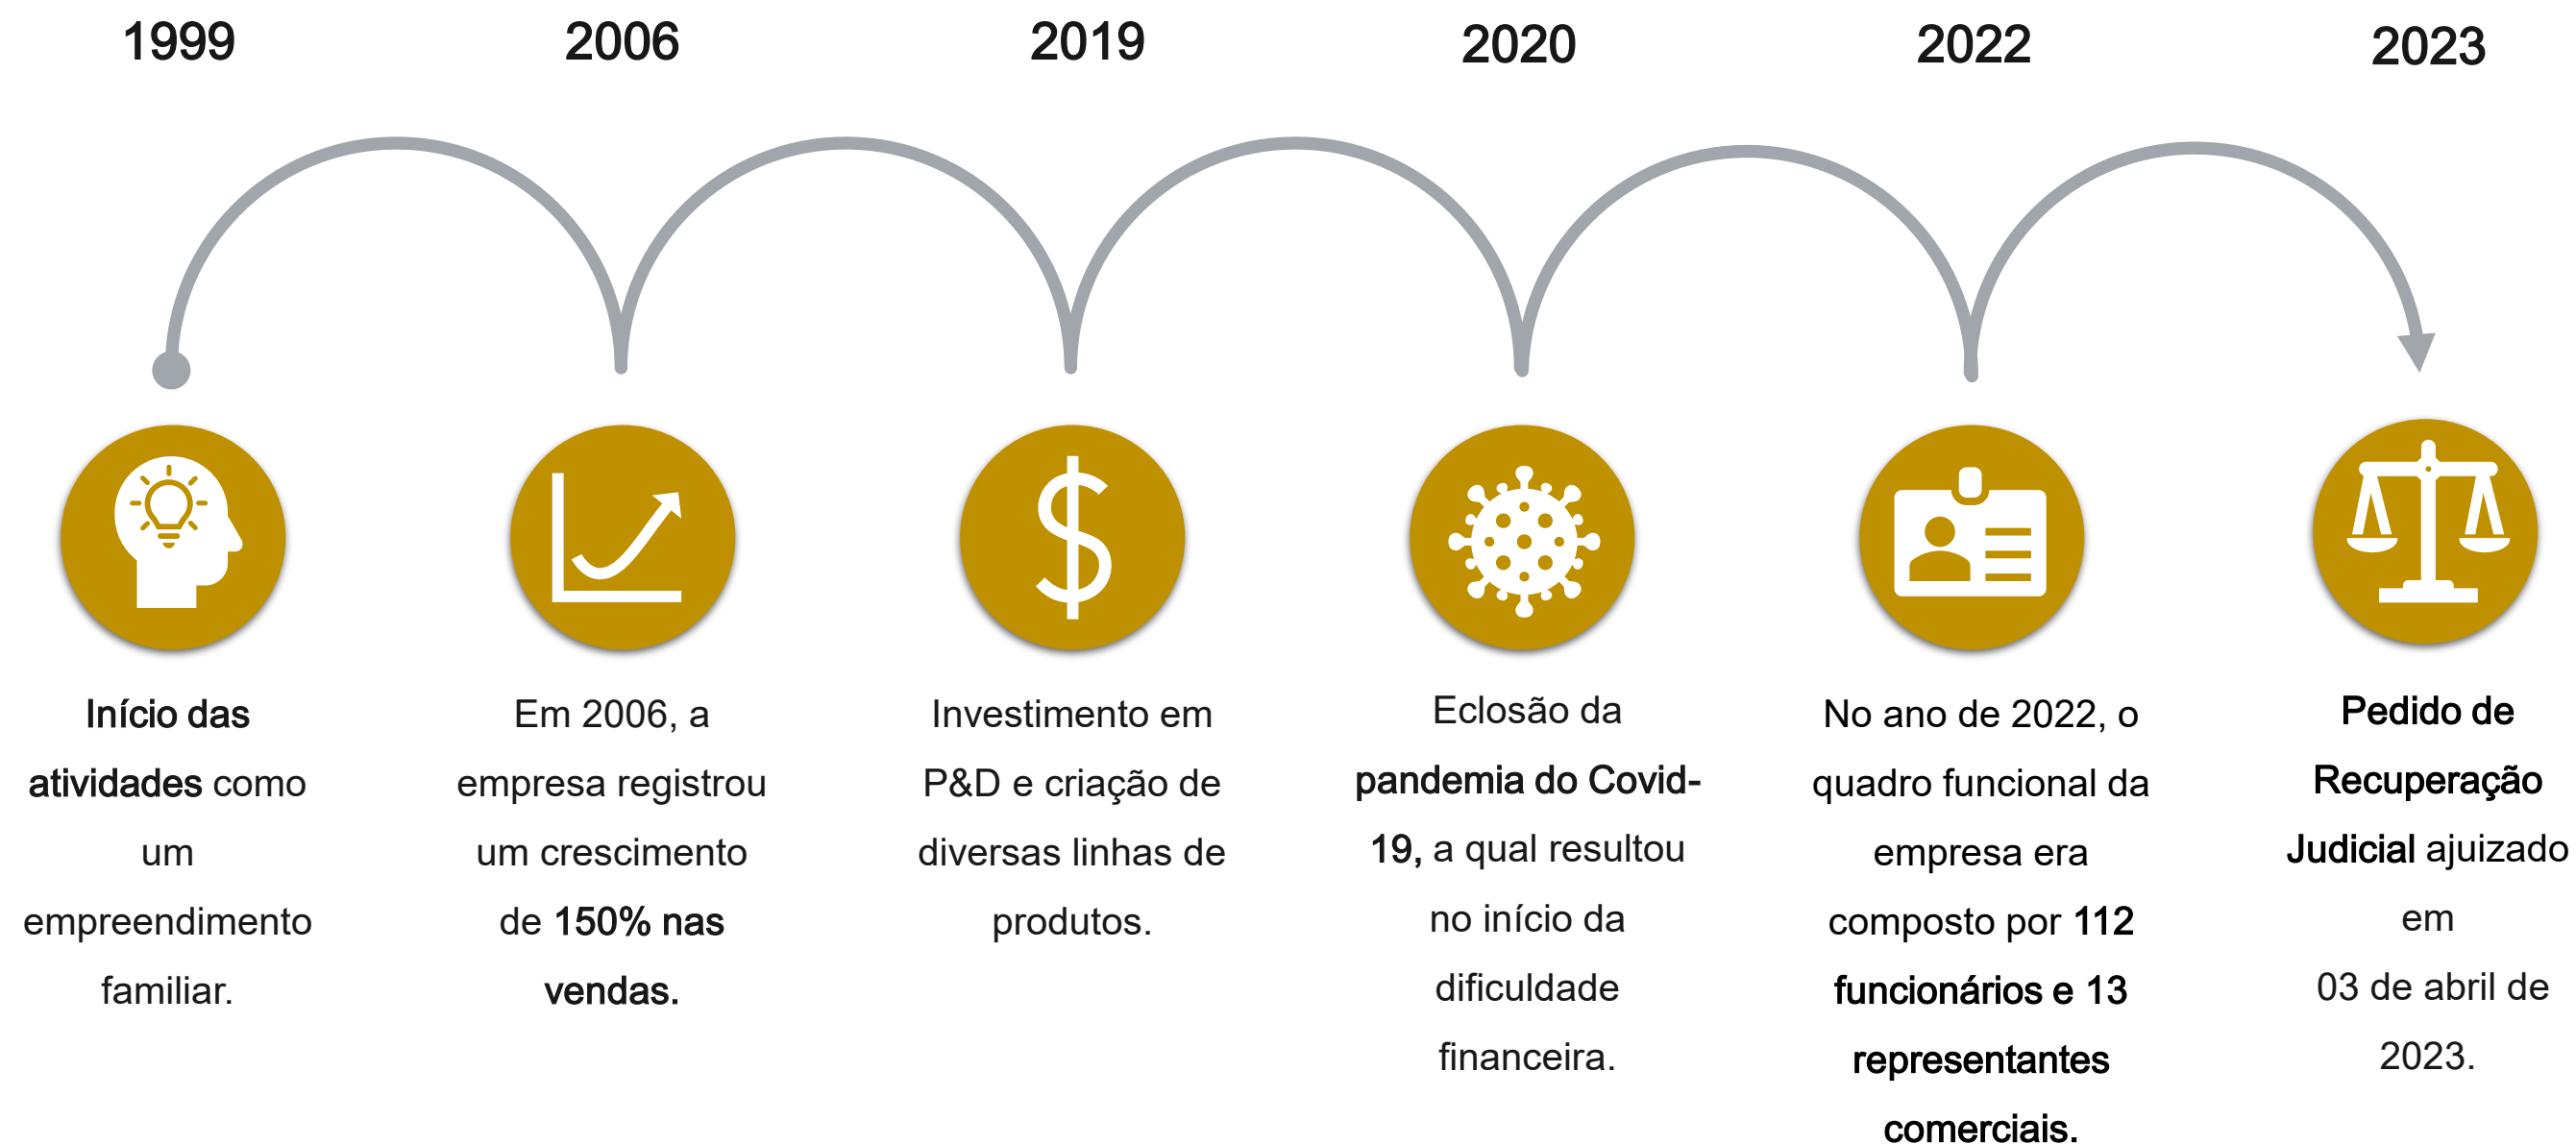 1999
2006
2019
2020
2022
2023
Início das
atividades como
um
empreendimento
familiar.
Em 2006, a
empresa registrou
um crescimento
de 150% nas
vendas.
Investimento em
P&D e criação de
diversas linhas de
produtos.
Eclosão da
pandemia do Covid-
19, a qual resultou
no início da
dificuldade
financeira.
No ano de 2022, o
quadro funcional da
empresa era
composto por 112
funcionários e 13
representantes
comerciais.
Pedido de
Recuperação
Judicial ajuizado
em
03 de abril de
2023.